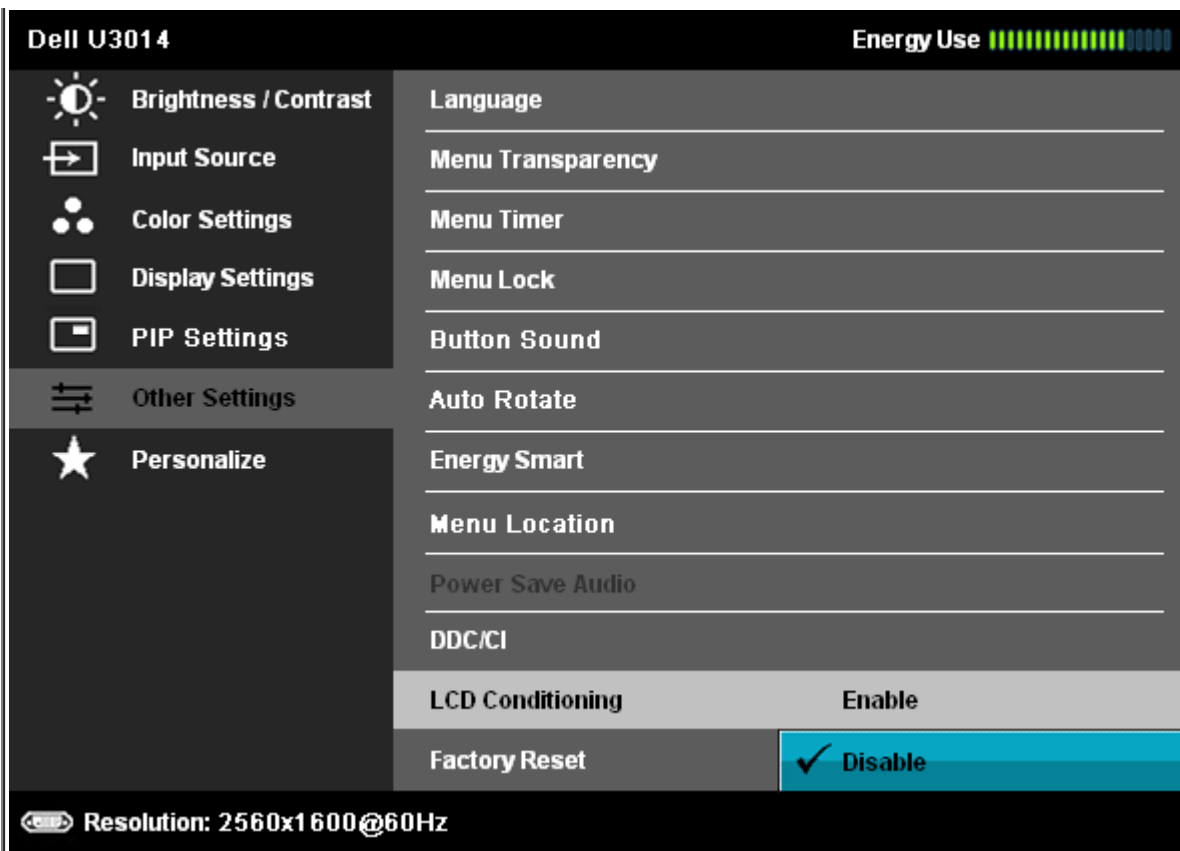 Dell U3014
Energy Use
Brightness / Contrast
Input Source
Color Settings
Display Settings
PIP Settings
Other Settings
Personalize
Language
Menu Transparency
Menu Timer
Menu Lock
Button Sound
Auto Rotate
Energy Smart
Menu Location
Power Save Audio
DDC/CI
LCD Conditioning
Enable
Factory Reset
Disable
Resolution: 2560x1600@60Hz